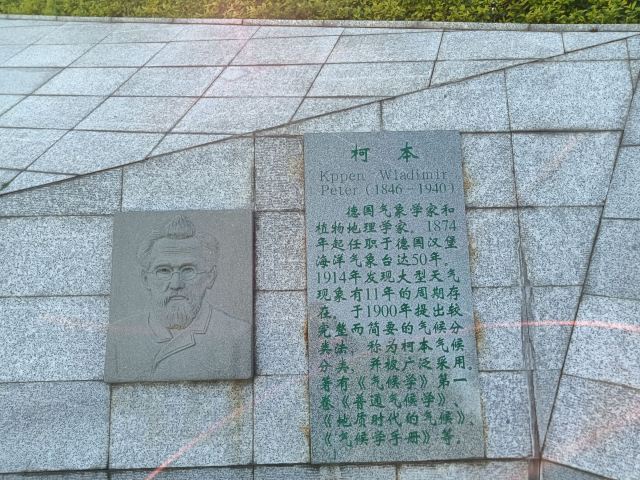 柯本
Kppen Wladimir
Peter (1846-1940)
德国气象学家和
植物地理学家。1874
年起任职于德国汉堡
海洋气象台达50年。
1914年发现大型天气
现象有11年的周期存
在。于1900年提出较
完整而简要的气候分
类法，称为柯本气候
分类，并被广泛采用。
著有《气候学》第一
卷《普通气候学》、
《地质时代的气候》、
《气候学手册》等。